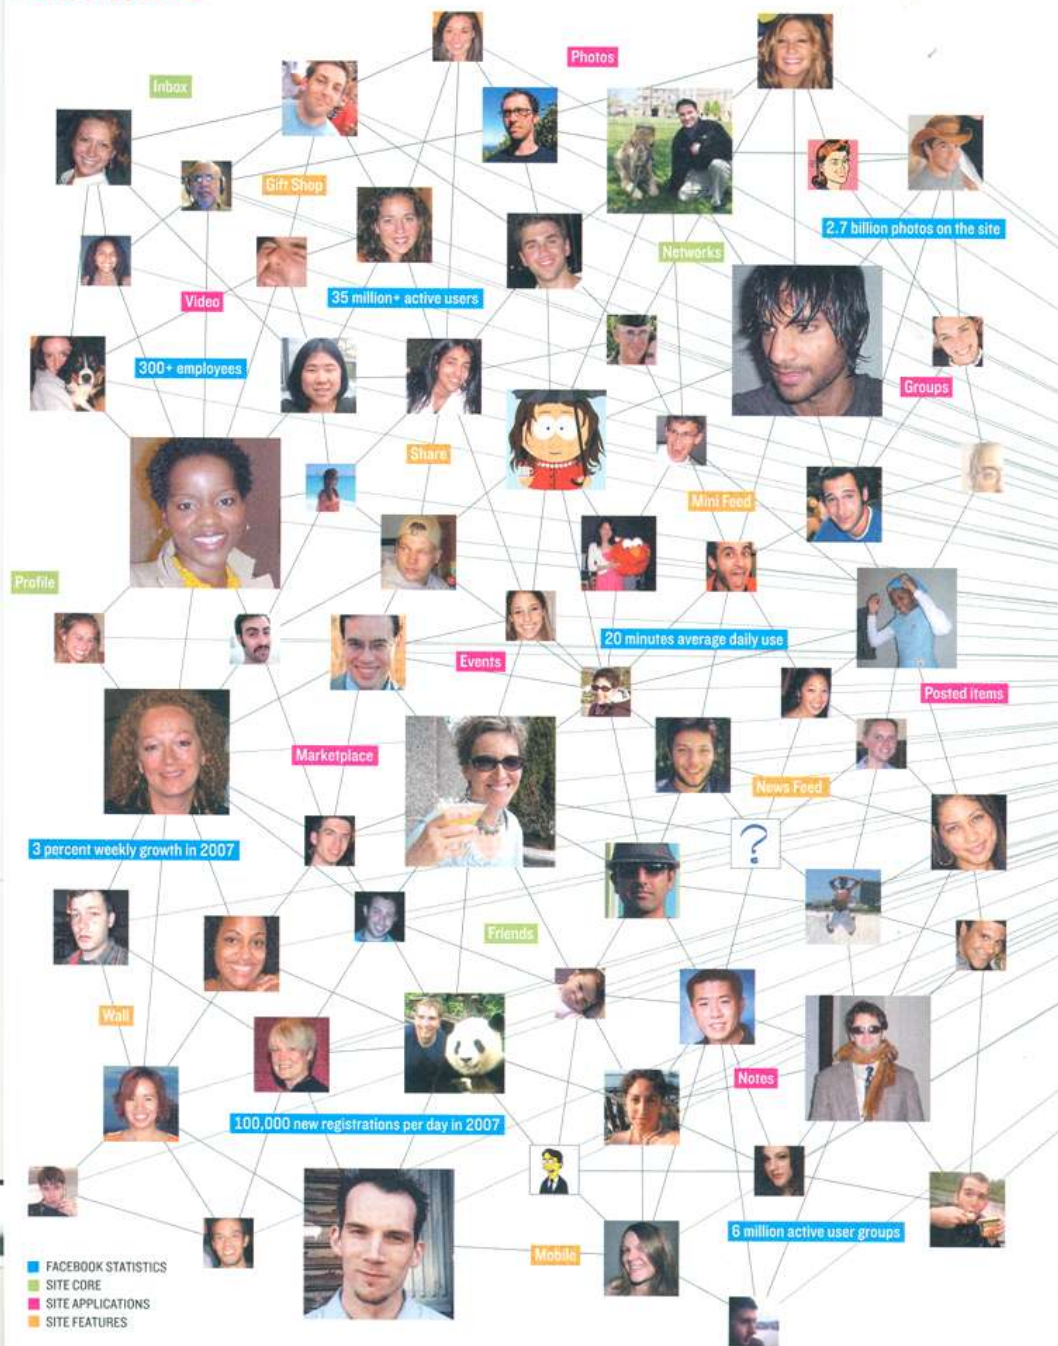 Photos
Inbox
Gift Shop
2.7 billion photos on the site
Networks
Video
35 million+ active users
300+ employees
Groups
Share
Mini Feed
Profile
20 minutes average daily use
Events
Posted items
Marketplace
News Feed
?
3 percent weekly growth in 2007
Friends
Wall
Notes
100,000 new registrations per day in 2007
6 million active user groups
Mobile
FACEBOOK STATISTICS
SITE CORE
SITE APPLICATIONS
SITE FEATURES